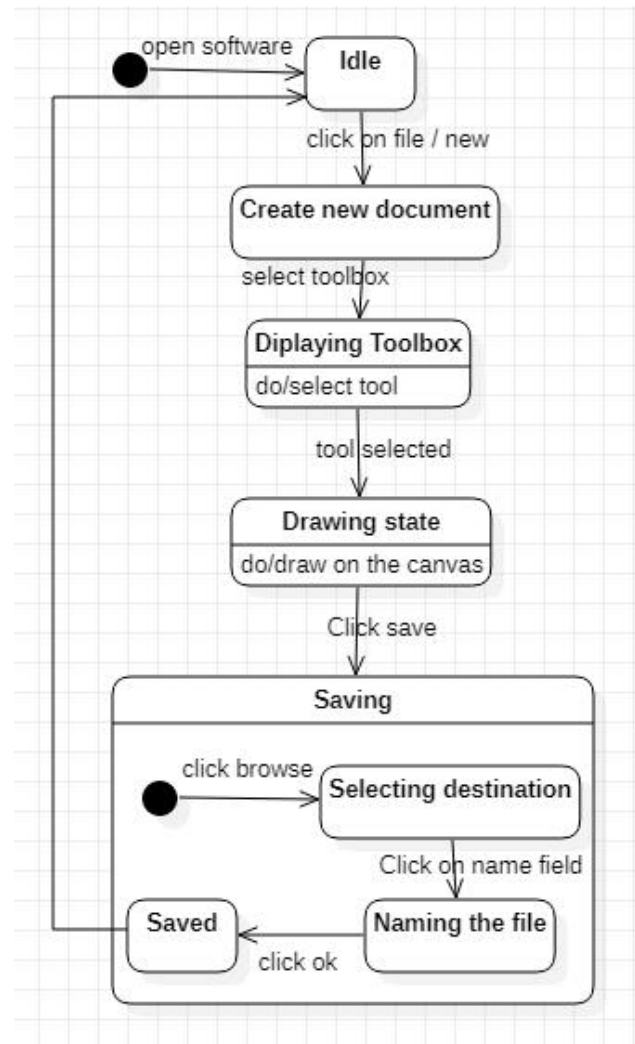 open software
Idle
click on file / new
Create new document
select toolbox
Diplaying Toolbox
do/select tool
tool selected
Drawing state
do/draw on the canvas
Click save
Saving
click browse
Selecting destination
Click on name field
Saved
Naming the file
click ok